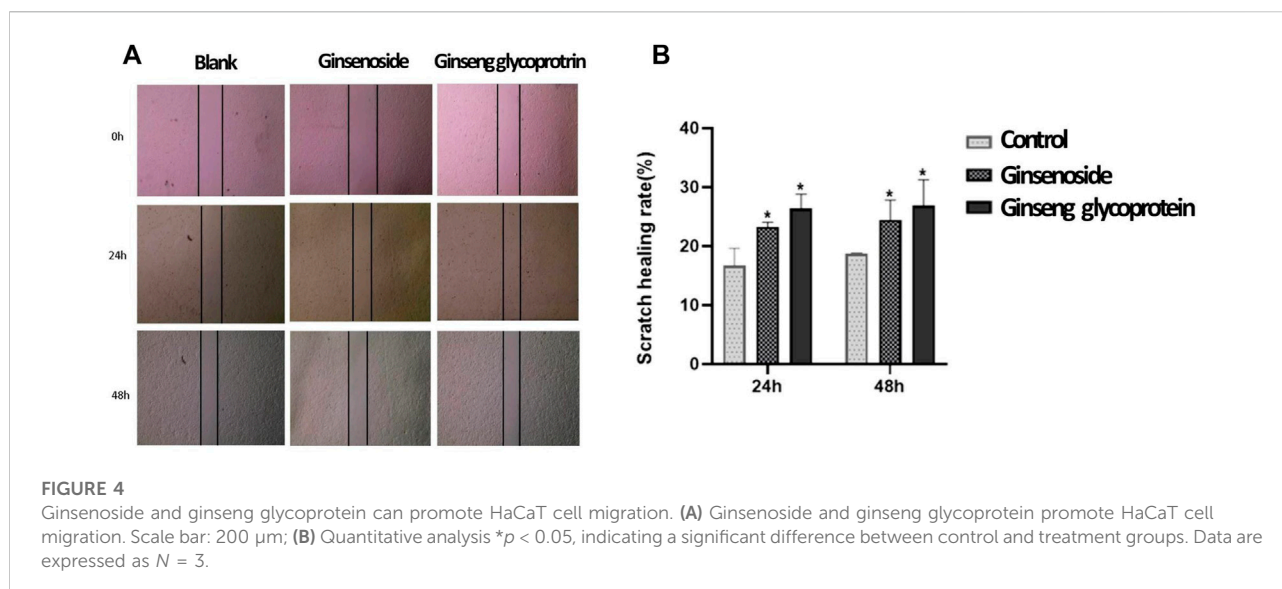 A
Blank
Ginsenoside
Ginseng glycoprotrin
0h
24h
48h
B
Scratch healing rate(%)
40
30
20
10
0
* * * *
24h 48h
Control
Ginsenoside
Ginseng glycoprotein
FIGURE 4
Ginsenoside and ginseng glycoprotein can promote HaCaT cell migration. (A) Ginsenoside and ginseng glycoprotein promote HaCaT cell
migration. Scale bar: 200 µm; (B) Quantitative analysis *p < 0.05, indicating a significant difference between control and treatment groups. Data are
expressed as N = 3.